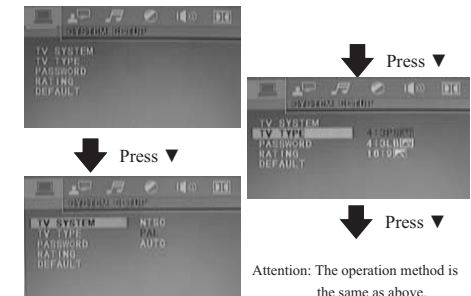 SYSTEM SETUP
TV SYSTEM
TV TYPE
PASSWORD
RATING
DEFAULT
Press ▼
SYSTEM SETUP
TV SYSTEM NTSC
TV TYPE PAL
PASSWORD AUTO
RATING
DEFAULT
Press ▼
SYSTEM SETUP
TV SYSTEM
TV TYPE 4:3PS
PASSWORD 4:3LB
RATING 16:9
DEFAULT
Press ▼
Attention: The operation method is
the same as above.